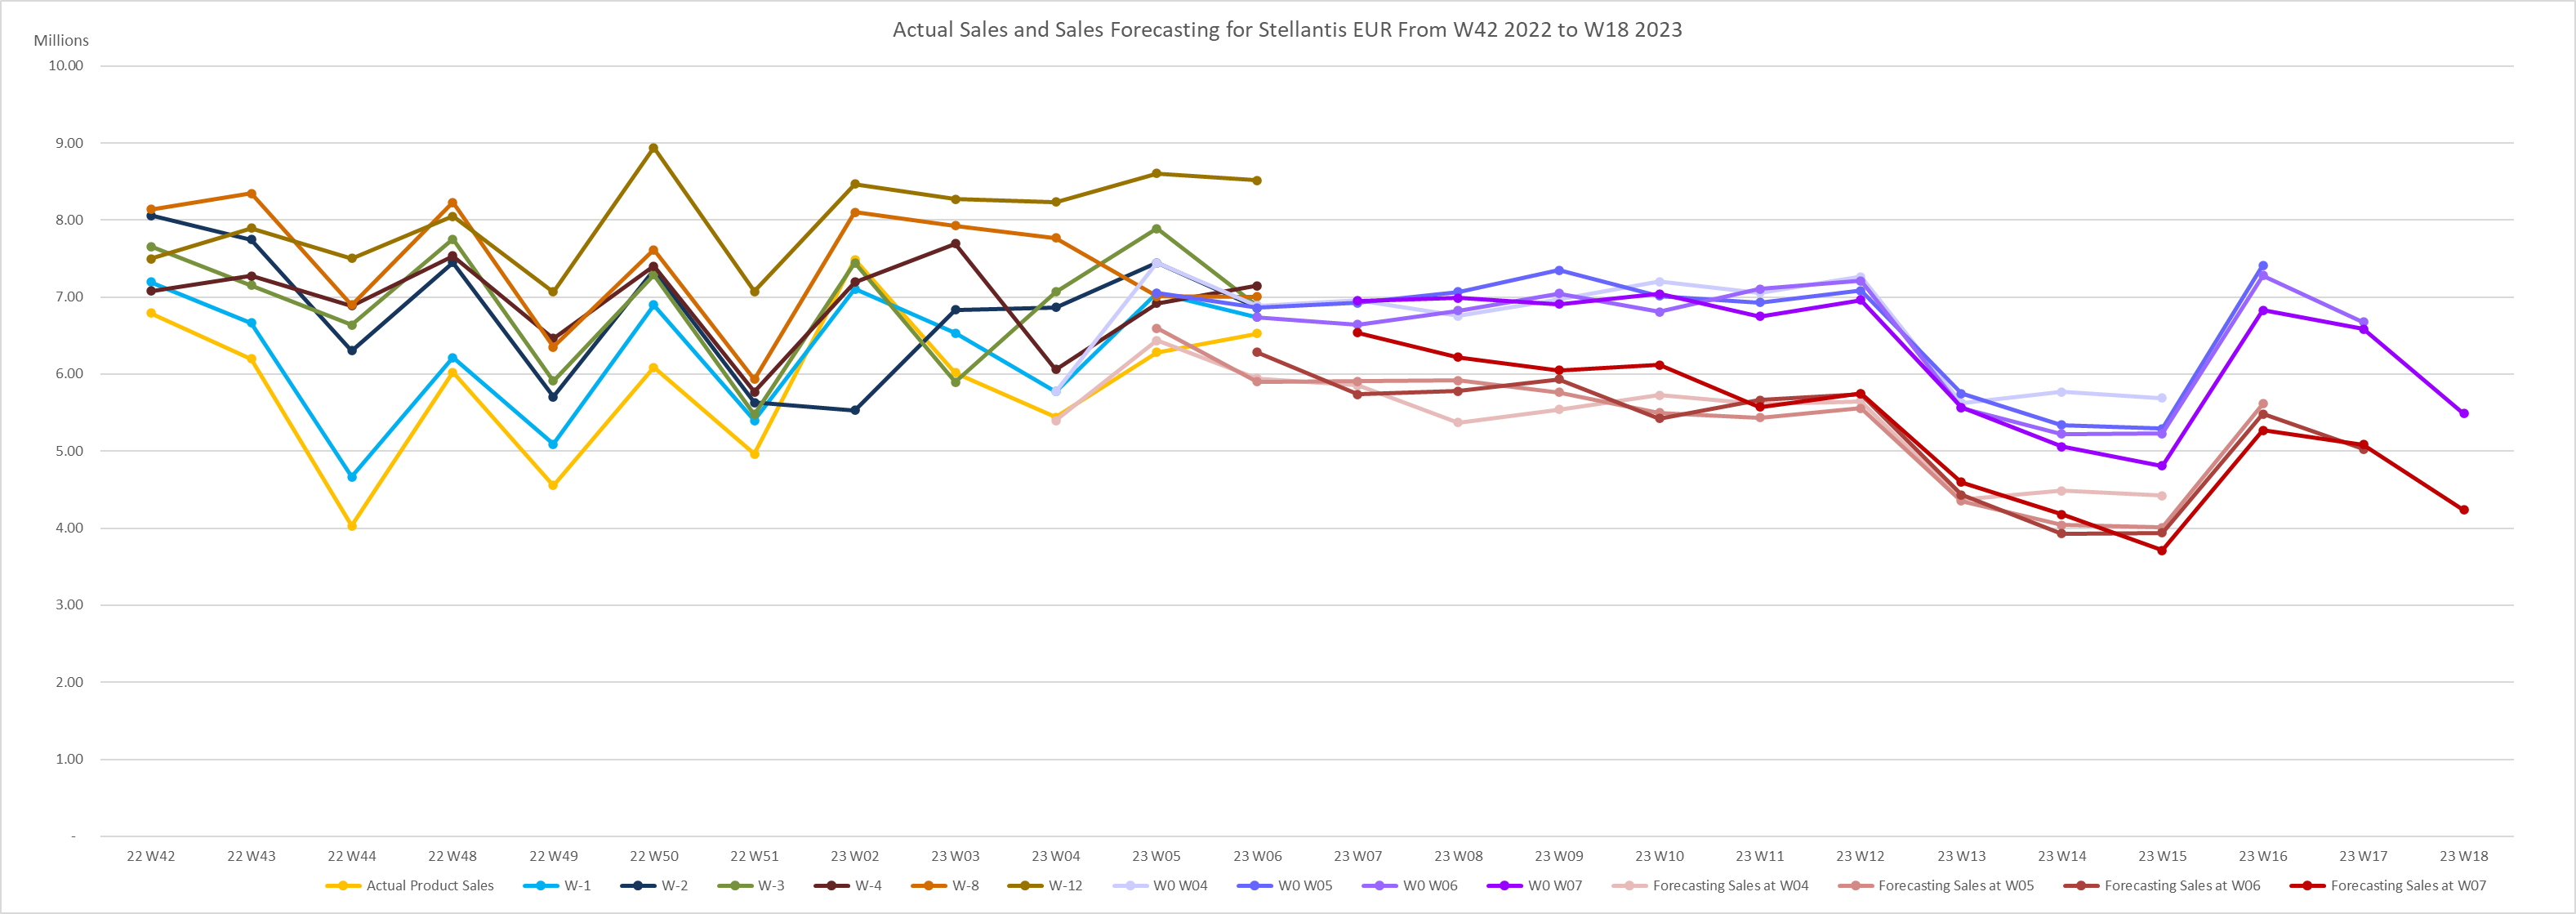 Actual Sales and Sales Forecasting for Stellantis EUR From W42 2022 to W18 2023
Millions
10.00
9.00
8.00
7.00
6.00
5.00
4.00
3.00
2.00
1.00
-
22 W42 22 W43 22 W44 22 W48 22 W49 22 W50 22 W51 23 W02 23 W03 23 W04 23 W05 23 W06 23 W07 23 W08 23 W09 23 W10 23 W11 23 W12 23 W13 23 W14 23 W15 23 W16 23 W17 23 W18
Actual Product Sales W-1 W-2 W-3 W-4 W-8 W-12 W0 W04 W0 W05 W0 W06 W0 W07 Forecasting Sales at W04 Forecasting Sales at W05 Forecasting Sales at W06 Forecasting Sales at W07